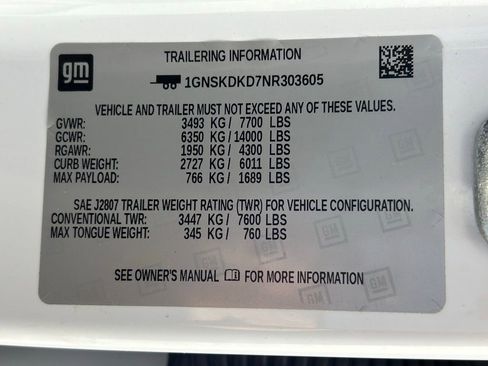 gm
TRAILERING INFORMATION
1GNSKDKD7NR303605
VEHICLE AND TRAILER MUST NOT EXCEED ANY OF THESE VALUES.
GVWR: 3493 KG / 7700 LBS
GCWR: 6350 KG / 14000 LBS
RGAWR: 1950 KG / 4300 LBS
CURB WEIGHT: 2727 KG / 6011 LBS
MAX PAYLOAD: 766 KG / 1689 LBS
SAE J2807 TRAILER WEIGHT RATING (TWR) FOR VEHICLE CONFIGURATION.
CONVENTIONAL TWR: 3447 KG / 7600 LBS
MAX TONGUE WEIGHT: 345 KG / 760 LBS
SEE OWNER'S MANUAL FOR MORE INFORMATION